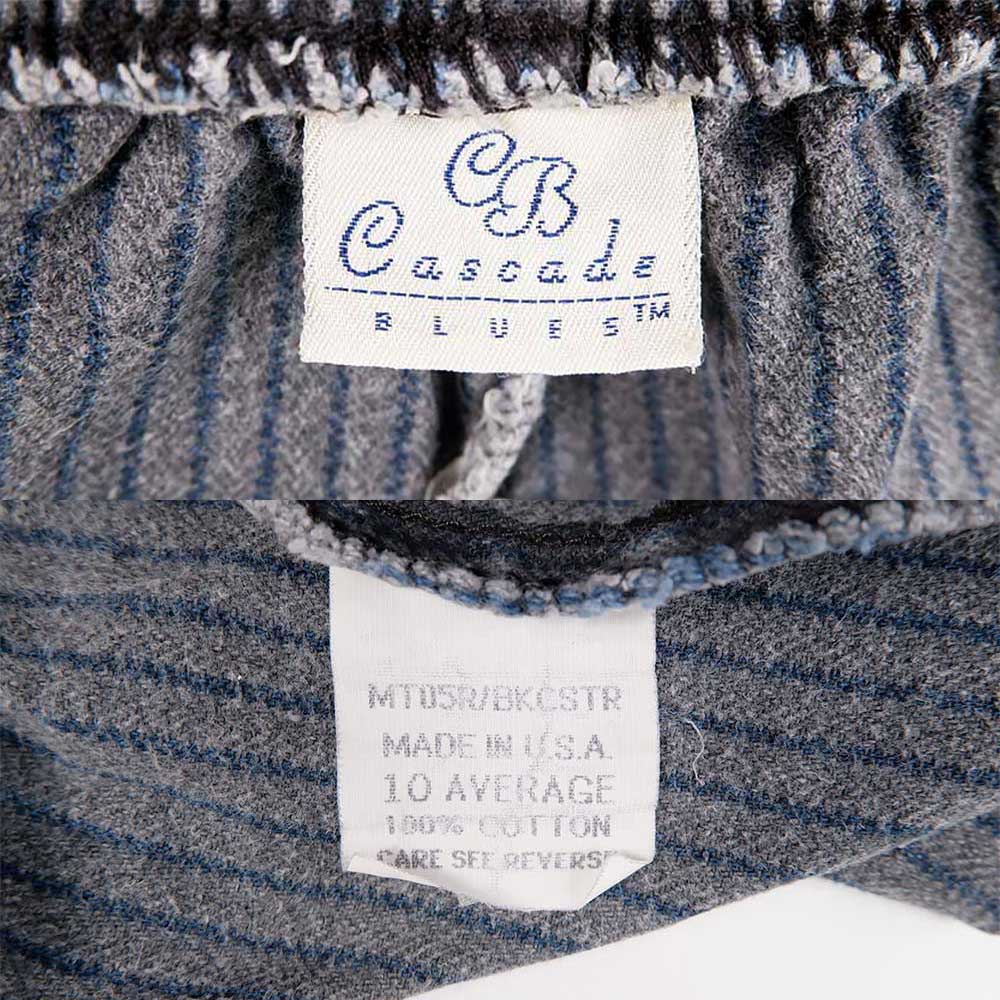 CB
Cascade
BLUES™
MT05R/BKCSTR
MADE IN U.S.A
10 AVERAGE
100% COTTON
CARE SEE REVERSE